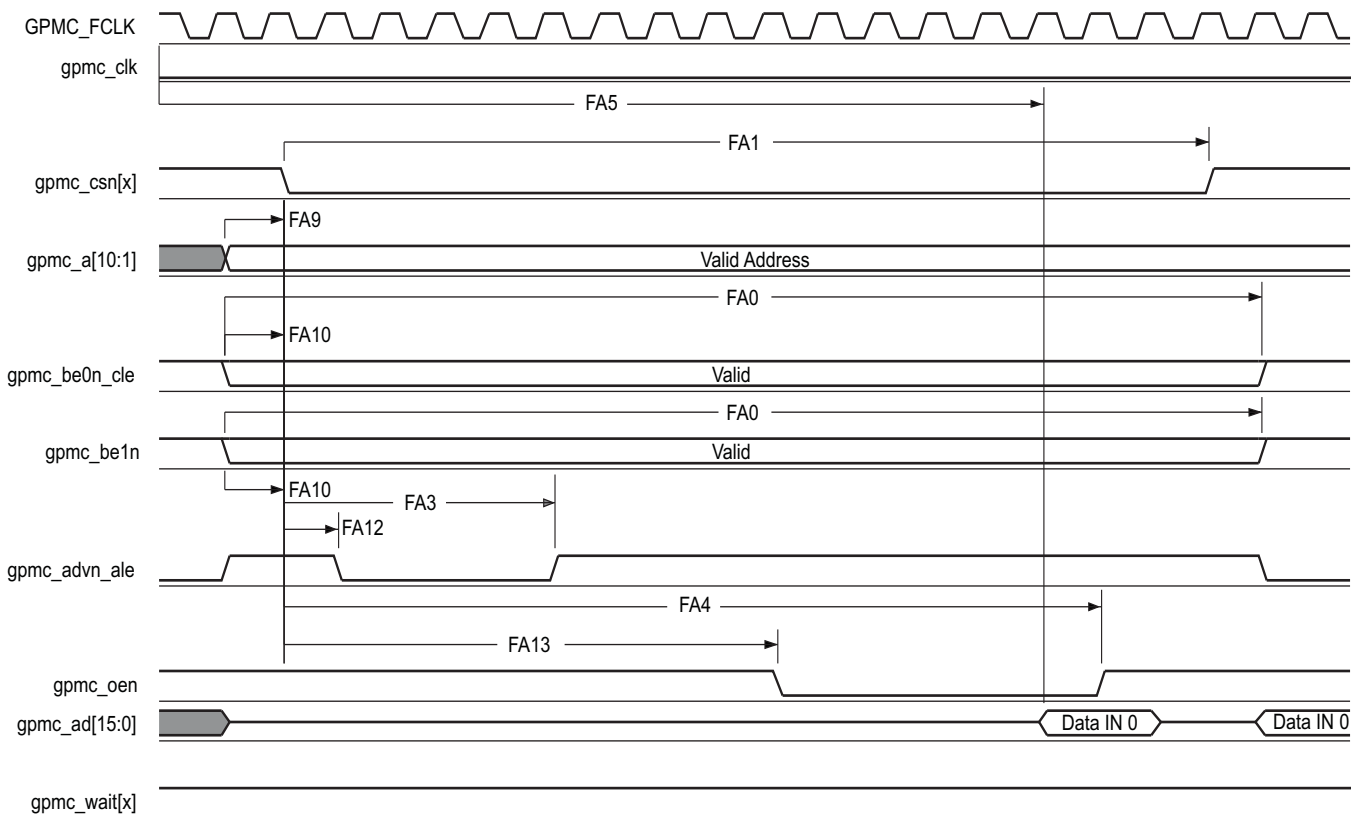 GPMC_FCLK
gpmc_clk
FA5
FA1
gpmc_csn[x]
FA9
gpmc_a[10:1] Valid Address
FA0
FA10
gpmc_be0n_cle Valid
FA0
gpmc_be1n Valid
FA10
FA3
FA12
gpmc_advn_ale
FA4
FA13
gpmc_oen
gpmc_ad[15:0] Data IN 0 Data IN 0
gpmc_wait[x]